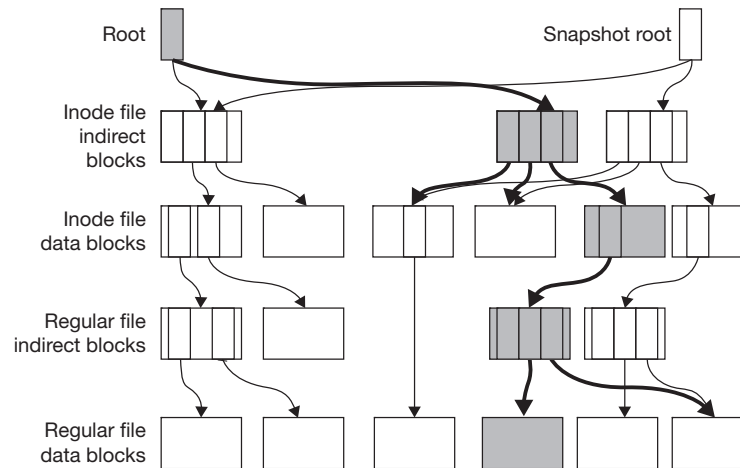 Root
Snapshot root
Inode file
indirect
blocks
Inode file
data blocks
Regular file
indirect blocks
Regular file
data blocks